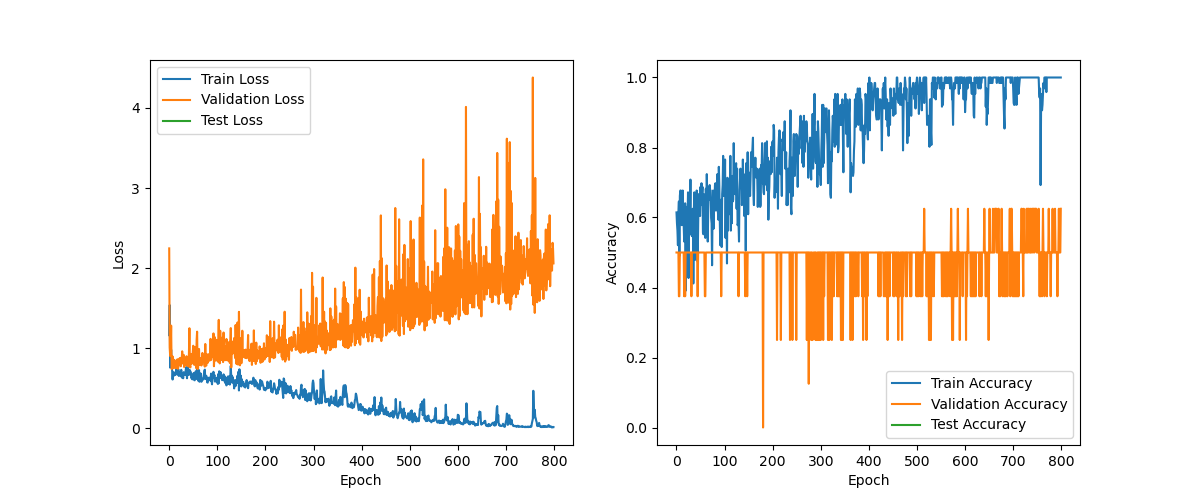 Train Loss
Validation Loss
Test Loss
4
3
2
1
0
Loss
0 100 200 300 400 500 600 700 800
Epoch
1.0
0.8
0.6
0.4
0.2
0.0
Accuracy
Train Accuracy
Validation Accuracy
Test Accuracy
0 100 200 300 400 500 600 700 800
Epoch